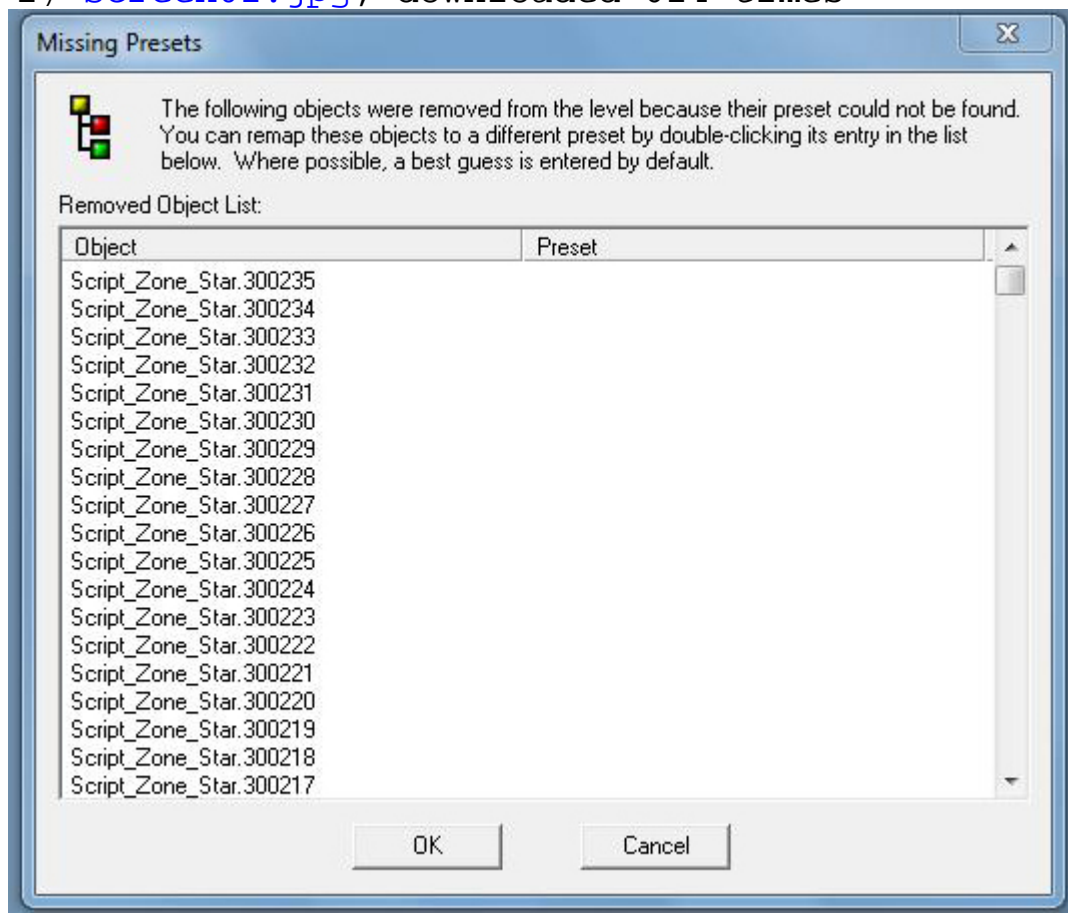 Missing Presets
The following objects were removed from the level because their preset could not be found.
You can remap these objects to a different preset by double-clicking its entry in the list
below. Where possible, a best guess is entered by default.
Removed Object List:
Object Preset
Script_Zone_Star.300235
Script_Zone_Star.300234
Script_Zone_Star.300233
Script_Zone_Star.300232
Script_Zone_Star.300231
Script_Zone_Star.300230
Script_Zone_Star.300229
Script_Zone_Star.300228
Script_Zone_Star.300227
Script_Zone_Star.300226
Script_Zone_Star.300225
Script_Zone_Star.300224
Script_Zone_Star.300223
Script_Zone_Star.300222
Script_Zone_Star.300221
Script_Zone_Star.300220
Script_Zone_Star.300219
Script_Zone_Star.300218
Script_Zone_Star.300217
OK Cancel